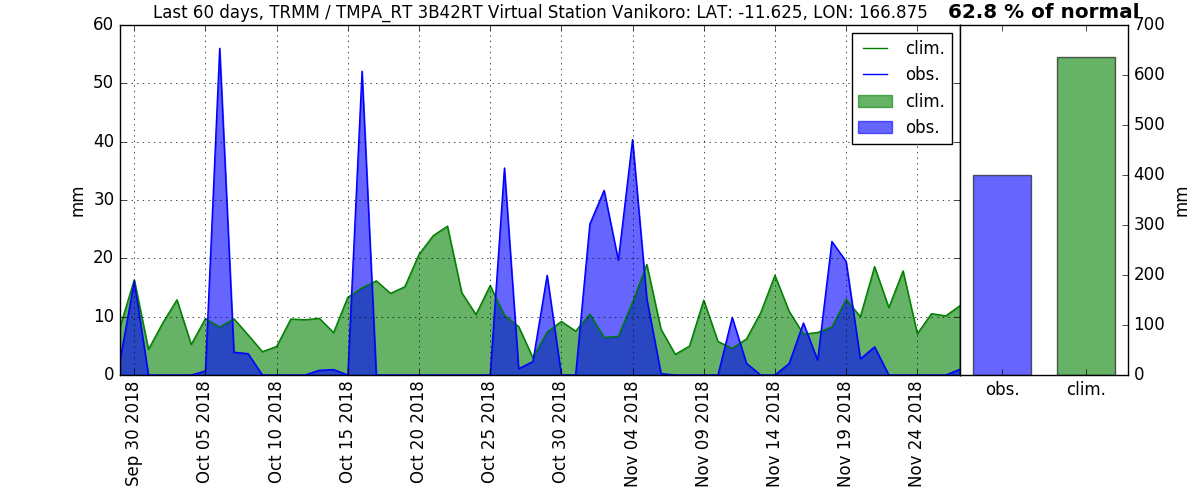 Last 60 days, TRMM / TMPA_RT 3B42RT Virtual Station Vanikoro: LAT: -11.625, LON: 166.875
62.8 % of normal
60
50
40
30
20
10
0
mm
clim.
obs.
clim.
obs.
700
600
500
400
300
200
100
0
mm
Sep 30 2018
Oct 05 2018
Oct 10 2018
Oct 15 2018
Oct 20 2018
Oct 25 2018
Oct 30 2018
Nov 04 2018
Nov 09 2018
Nov 14 2018
Nov 19 2018
Nov 24 2018
obs.
clim.